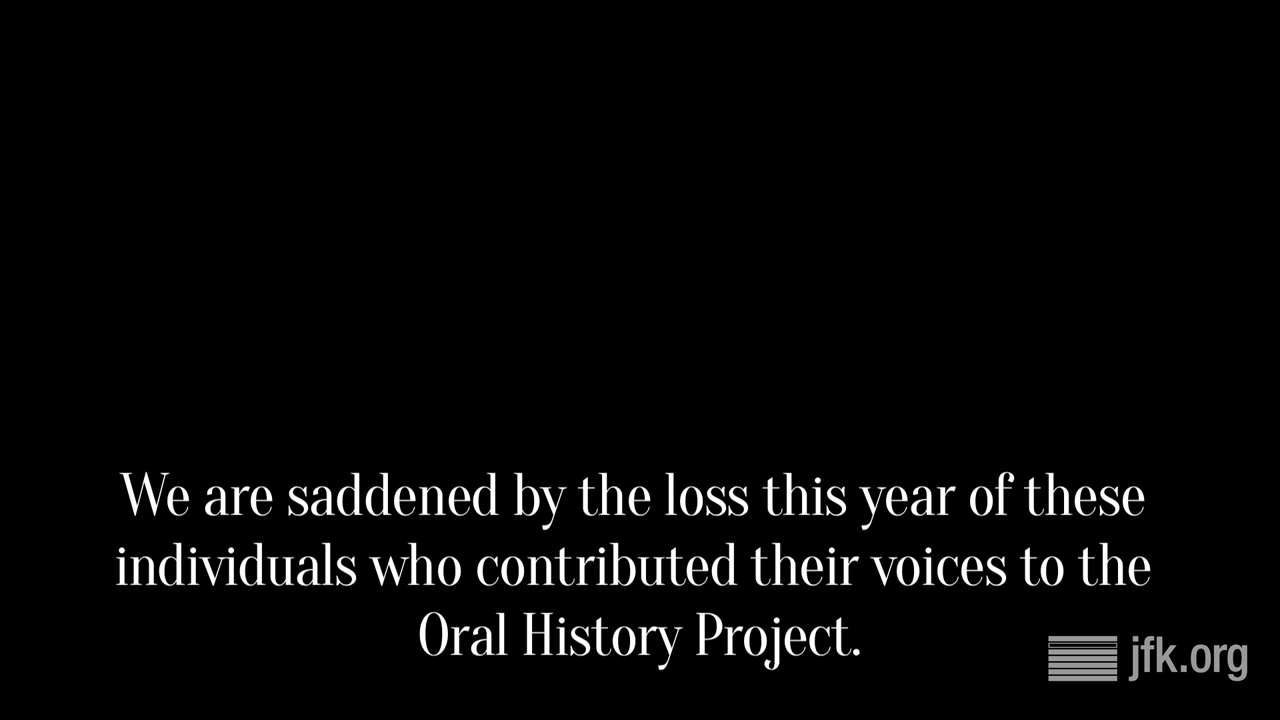 We are saddened by the loss this year of these
individuals who contributed their voices to the
Oral History Project.
jfk.org